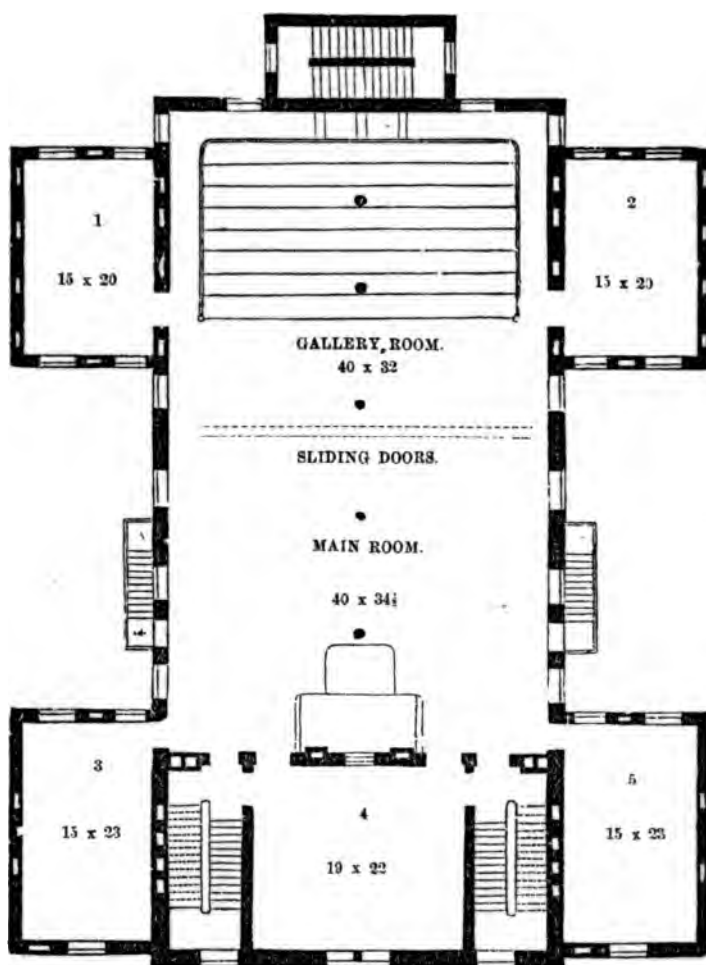 1
15 x 20
2
15 x 20
GALLERY ROOM.
40 x 32
SLIDING DOORS.
MAIN ROOM.
40 x 34½
3
15 x 23
4
19 x 22
5
15 x 23